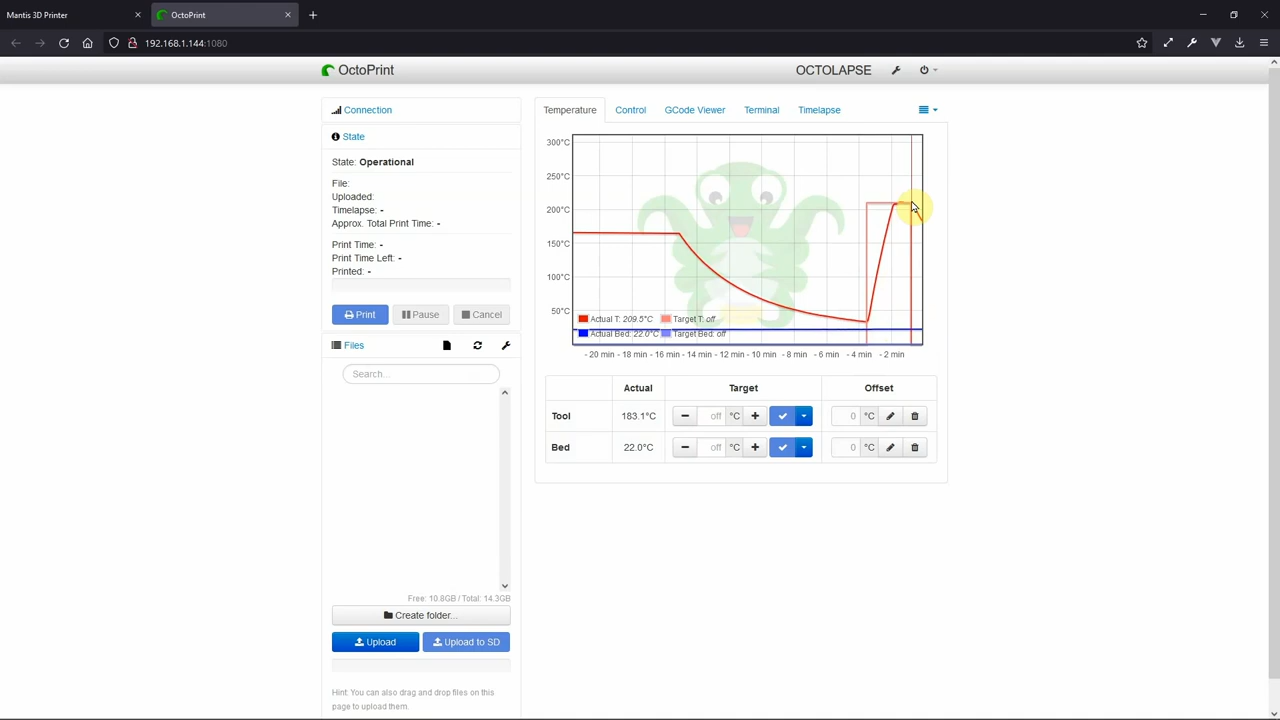 Mantis 3D Printer
OctoPrint
192.168.1.144:1080
OctoPrint
OCTOLAPSE
Connection
State
State: Operational
File:
Uploaded:
Timelapse: -
Approx. Total Print Time: -
Print Time: -
Print Time Left: -
Printed: -
Print Pause Cancel
Files
Search...
Free: 10.8GB / Total: 14.3GB
Create folder...
Upload Upload to SD
Hint: You can also drag and drop files on this
page to upload them.
Temperature Control GCode Viewer Terminal Timelapse
300°C
250°C
200°C
150°C
100°C
50°C
Actual T: 209.5°C Target T: off
Actual Bed: 22.0°C Target Bed: off
- 20 min - 18 min - 16 min - 14 min - 12 min - 10 min - 8 min - 6 min - 4 min - 2 min
Actual Target Offset
Tool 183.1°C off °C 0 °C
Bed 22.0°C off °C 0 °C